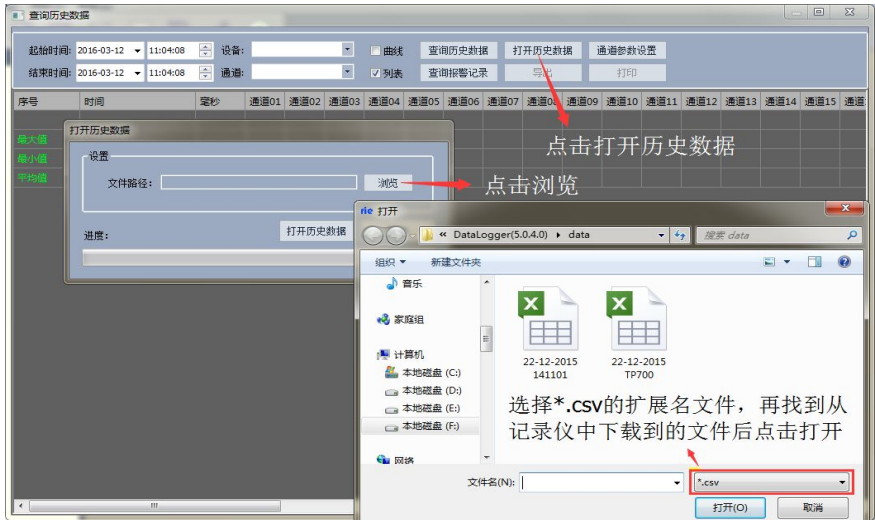 查询历史数据
起始时间: 2016-03-12 11:04:08 设备: 曲线 查询历史数据 打开历史数据 通道参数设置
结束时间: 2016-03-12 11:04:08 通道: 列表 查询报警记录 导出 打印
序号 时间 毫秒 通道01 通道02 通道03 通道04 通道05 通道06 通道07 通道08 通道09 通道10 通道11 通道12 通道13 通道14 通道15 通道
最大值
最小值
平均值
点击打开历史数据
打开历史数据
设置
文件路径: 浏览
点击浏览
进度: 打开历史数据
rie 打开
« DataLogger(5.0.4.0) data 搜索 data
组织 新建文件夹
音乐
家庭组
计算机
本地磁盘 (C:)
本地磁盘 (D:)
本地磁盘 (E:)
本地磁盘 (F:)
网络
22-12-2015
141101
22-12-2015
TP700
选择*.csv的扩展名文件，再找到从
记录仪中下载到的文件后点击打开
文件名(N): *.csv
打开(O) 取消